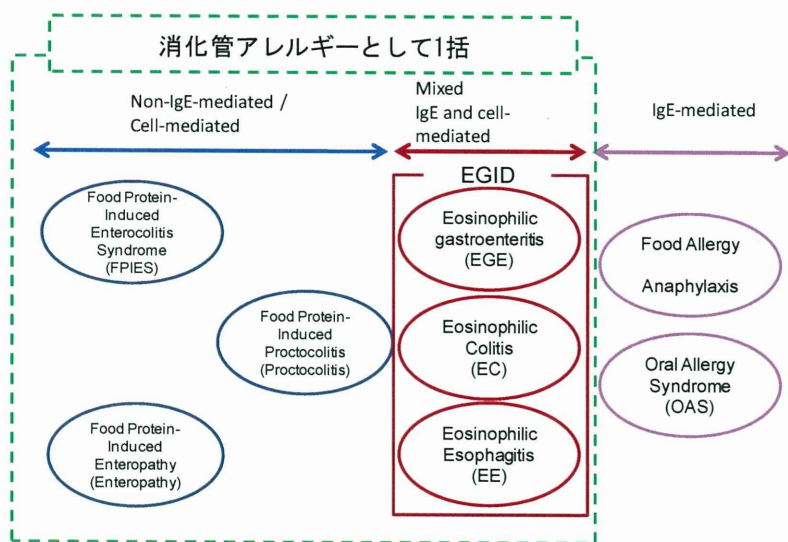 消化管アレルギーとして1括
Non-IgE-mediated /
Cell-mediated
Mixed
IgE and cell-
mediated
IgE-mediated
EGID
Food Protein-
Induced
Enterocolitis
Syndrome
(FPIES)
Food Protein-
Induced
Proctocolitis
(Proctocolitis)
Food Protein-
Induced
Enteropathy
(Enteropathy)
Eosinophilic
gastroenteritis
(EGE)
Eosinophilic
Colitis
(EC)
Eosinophilic
Esophagitis
(EE)
Food Allergy
Anaphylaxis
Oral Allergy
Syndrome
(OAS)